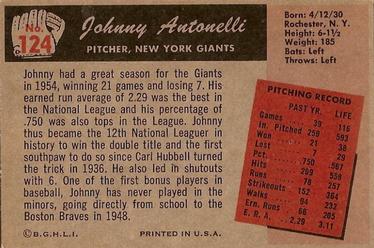 No.
124
Johnny Antonelli
PITCHER, NEW YORK GIANTS
Born: 4/12/30
Rochester, N. Y.
Height: 6-1½
Weight: 185
Bats: Left
Throws: Left
Johnny had a great season for the Giants
in 1954, winning 21 games and losing 7. His
earned run average of 2.29 was the best in
the National League and his percentage of
.750 was also tops in the League. Johnny
thus became the 12th National Leaguer in
history to win the double title and the first
southpaw to do so since Carl Hubbell turned
the trick in 1936. He also led in shutouts
with 6. One of the first bonus players in
baseball, Johnny has never played in the
minors, going directly from school to the
Boston Braves in 1948.
PITCHING RECORD
PAST YR. LIFE
Games 39 116
In. Pitched 259 593
Won 21 38
Lost 7
Pct. .750 .567
Hits
Runs 78 257
Strikeouts 152 364
Walks 94 232
Ern. Runs 66 205
E. R. A. 2.29 3.11
©B.G.H.L.I. PRINTED IN U.S.A.